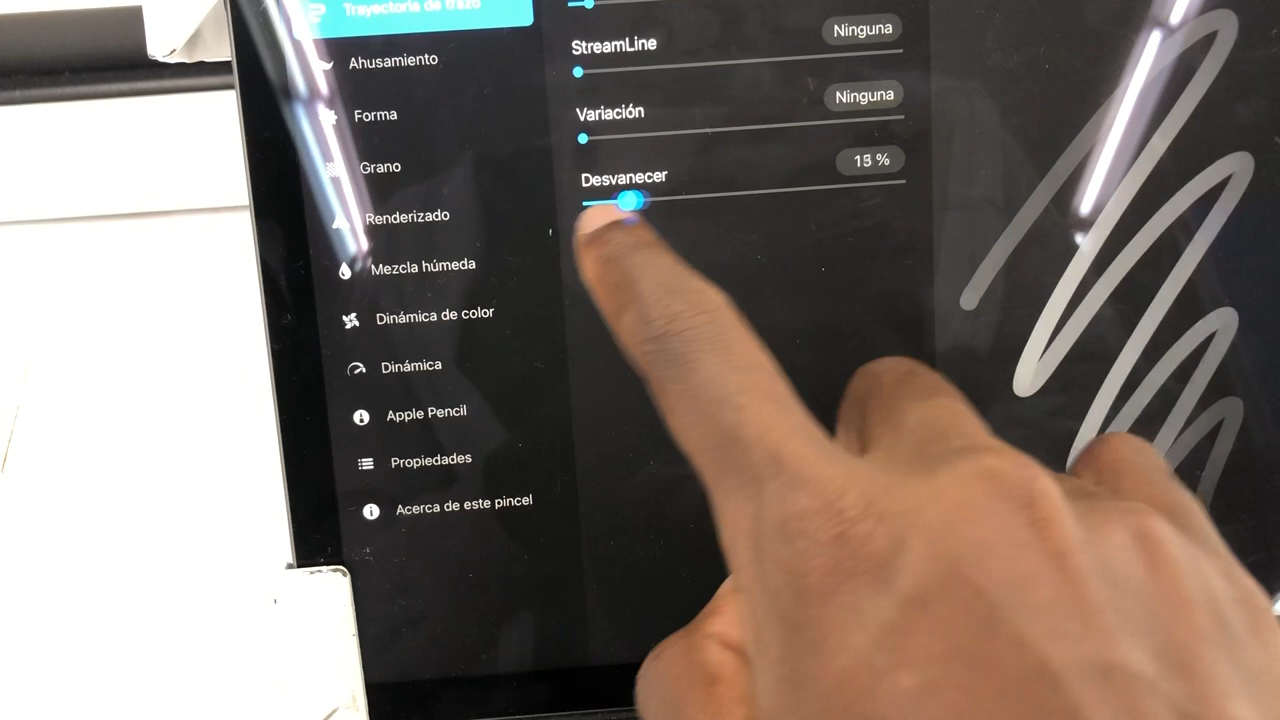 Trayectoria de trazo
Ahusamiento
Forma
Grano
Renderizado
Mezcla húmeda
Dinámica de color
Dinámica
Apple Pencil
Propiedades
Acerca de este pincel
StreamLine
Ninguna
Variación
Ninguna
Desvanecer